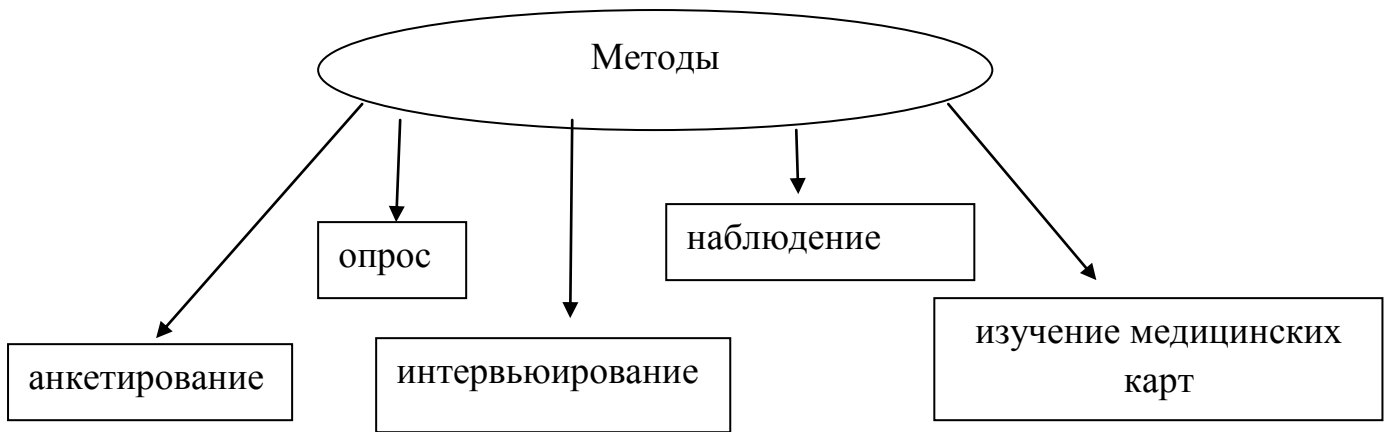 Методы
опрос
наблюдение
анкетирование
интервьюирование
изучение медицинских
карт